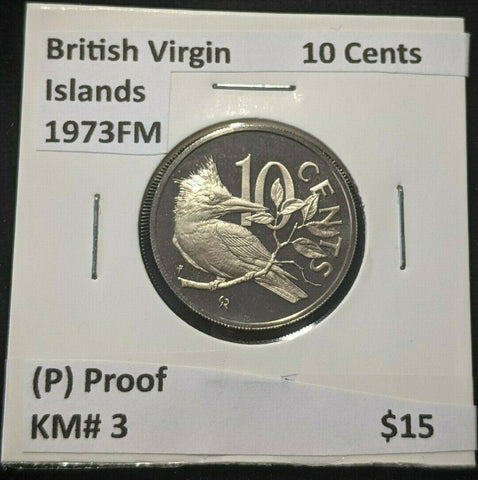 British Virgin 10 Cents
Islands
1973FM
10 CENTS
(P) Proof
KM# 3 $15